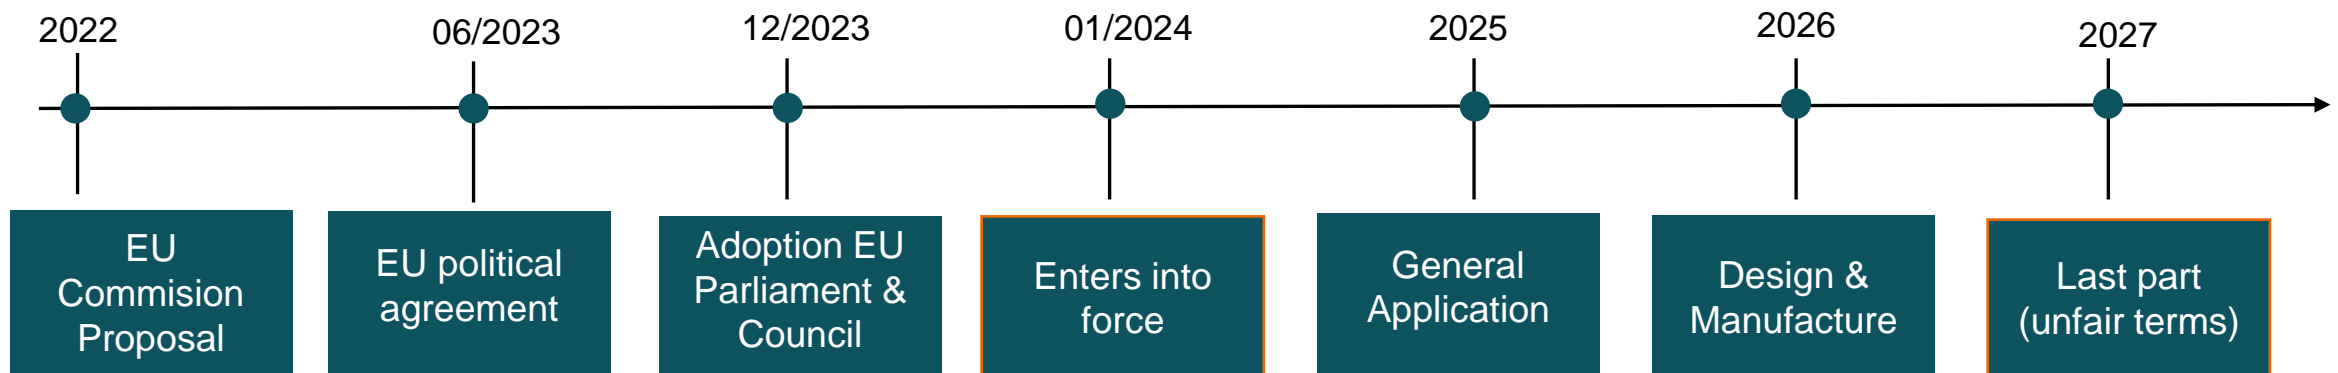 2022
06/2023
12/2023
01/2024
2025
2026
2027
EU
Commision
Proposal
EU political
agreement
Adoption EU
Parliament &
Council
Enters into
force
General
Application
Design &
Manufacture
Last part
(unfair terms)